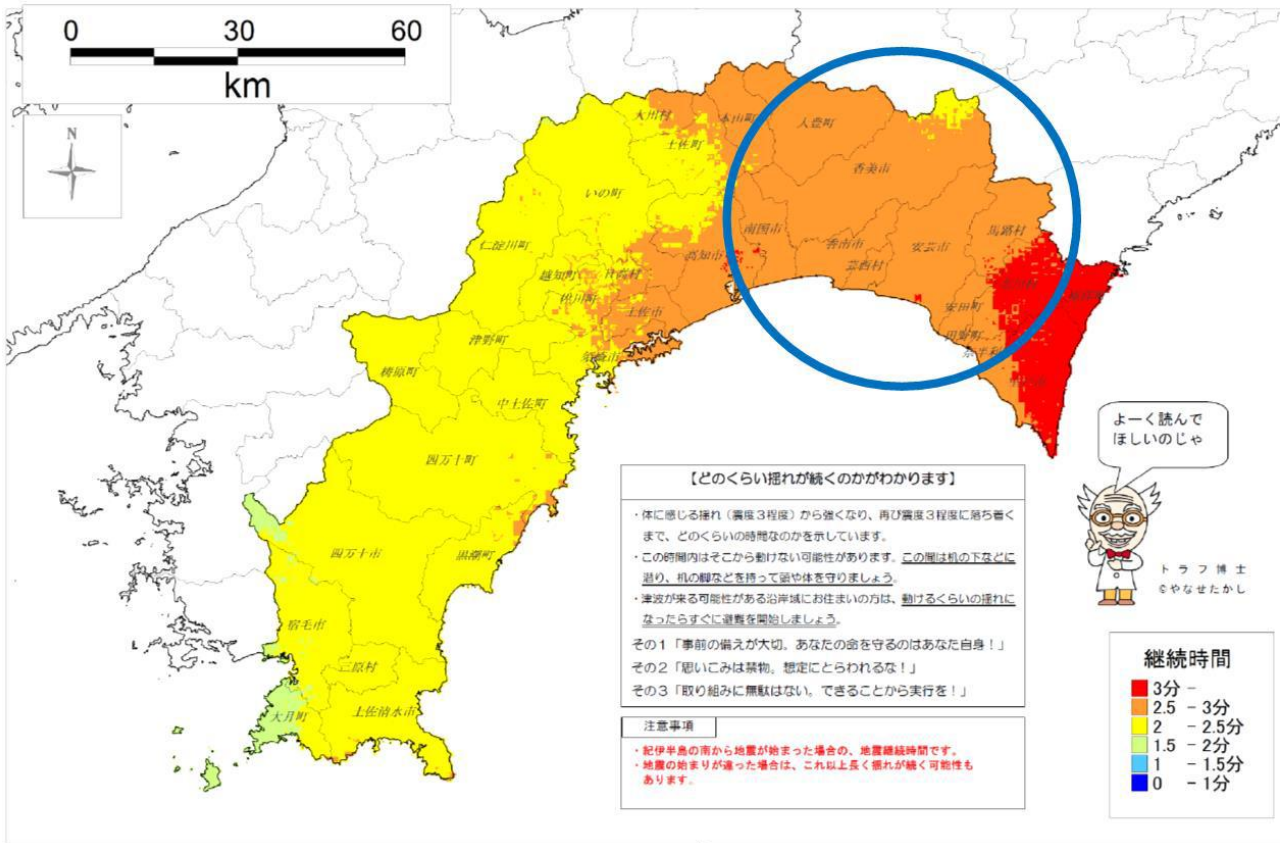 0 30 60
km
N
大川村
本山町
大豊町
土佐町
香美市
いの町
南国市
馬路村
仁淀川町
高知市
香南市
安芸市
越知町
日高村
芸西村
佐川町
土佐市
安田町
津野町
田野町
須崎市
梼原町
中土佐町
四万十町
四万十市
黒潮町
宿毛市
三原村
大月町
土佐清水市
よーく読んで
ほしいのじゃ
トラフ博士
©やなせたかし
【どのくらい揺れが続くのかがわかります】
・体に感じる揺れ（震度3程度）から強くなり、再び震度3程度に落ち着く
まで、どのくらいの時間なのかを示しています。
・この時間内はそこから動けない可能性があります。この間は机の下などに
潜り、机の脚などを持って頭や体を守りましょう。
・津波が来る可能性がある沿岸域にお住まいの方は、動けるくらいの揺れに
なったらすぐに避難を開始しましょう。
その1「事前の備えが大切。あなたの命を守るのはあなた自身！」
その2「思いこみは禁物。想定にとらわれるな！」
その3「取り組みに無駄はない。できることから実行を！」
注意事項
・紀伊半島の南から地震が始まった場合の、地震継続時間です。
・地震の始まりが違った場合は、これ以上長く揺れが続く可能性も
あります。
継続時間
3分 -
2.5 - 3分
2 - 2.5分
1.5 - 2分
1 - 1.5分
0 - 1分